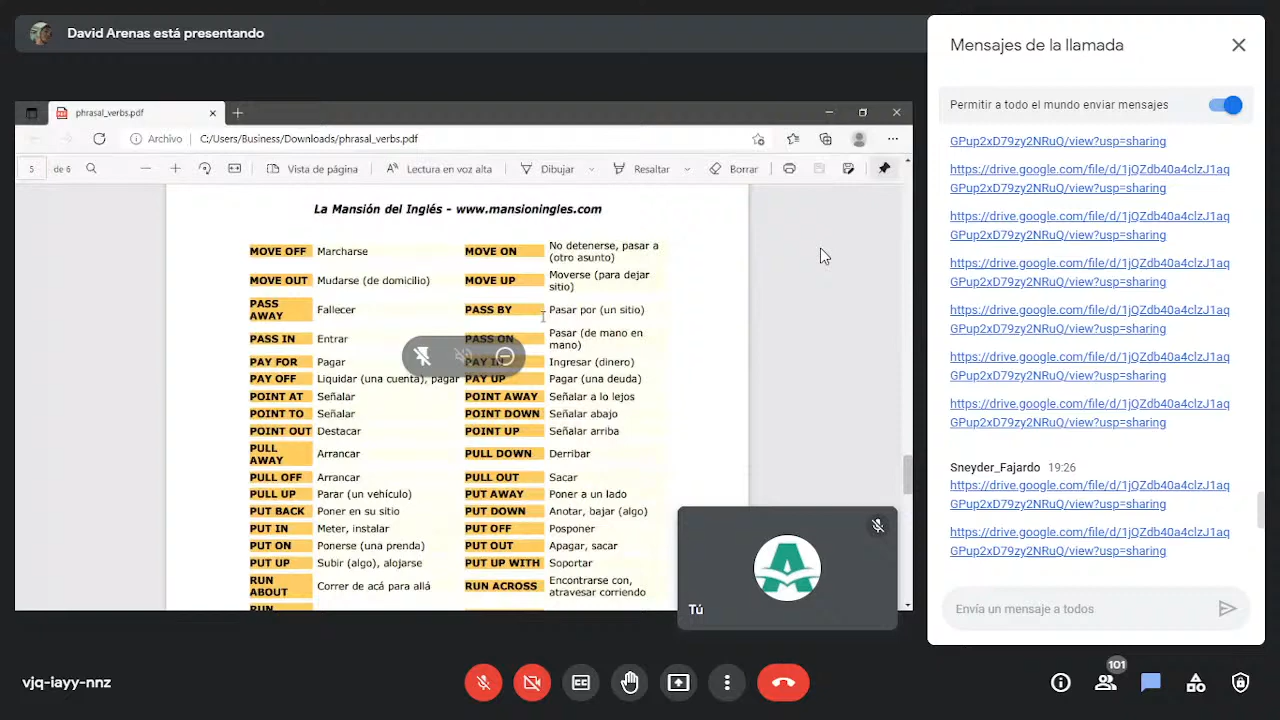 David Arenas está presentando
phrasal_verbs.pdf
Archivo C:/Users/Business/Downloads/phrasal_verbs.pdf
5 de 6 Vista de página Lectura en voz alta Dibujar Resaltar Borrar
La Mansión del Inglés - www.mansioningles.com
MOVE OFF Marcharse MOVE ON No detenerse, pasar a
(otro asunto)
MOVE OUT Mudarse (de domicilio) MOVE UP Moverse (para dejar
sitio)
PASS
AWAY Fallecer PASS BY Pasar por (un sitio)
PASS IN Entrar PASS ON Pasar (de mano en
mano)
PAY FOR Pagar PAY IN Ingresar (dinero)
PAY OFF Liquidar (una cuenta), pagar PAY UP Pagar (una deuda)
POINT AT Señalar POINT AWAY Señalar a lo lejos
POINT TO Señalar POINT DOWN Señalar abajo
POINT OUT Destacar POINT UP Señalar arriba
PULL
AWAY Arrancar PULL DOWN Derribar
PULL OFF Arrancar PULL OUT Sacar
PULL UP Parar (un vehículo) PUT AWAY Poner a un lado
PUT BACK Poner en su sitio PUT DOWN Anotar, bajar (algo)
PUT IN Meter, instalar PUT OFF Posponer
PUT ON Ponerse (una prenda) PUT OUT Apagar, sacar
PUT UP Subir (algo), alojarse PUT UP WITH Soportar
RUN
ABOUT Correr de acá para allá RUN ACROSS Encontrarse con,
atravesar corriendo
RUN
Tú
Mensajes de la llamada
Permitir a todo el mundo enviar mensajes
GPup2xD79zy2NRuQ/view?usp=sharing
https://drive.google.com/file/d/1jQZdb40a4clzJ1aq
GPup2xD79zy2NRuQ/view?usp=sharing
https://drive.google.com/file/d/1jQZdb40a4clzJ1aq
GPup2xD79zy2NRuQ/view?usp=sharing
https://drive.google.com/file/d/1jQZdb40a4clzJ1aq
GPup2xD79zy2NRuQ/view?usp=sharing
https://drive.google.com/file/d/1jQZdb40a4clzJ1aq
GPup2xD79zy2NRuQ/view?usp=sharing
https://drive.google.com/file/d/1jQZdb40a4clzJ1aq
GPup2xD79zy2NRuQ/view?usp=sharing
https://drive.google.com/file/d/1jQZdb40a4clzJ1aq
GPup2xD79zy2NRuQ/view?usp=sharing
Sneyder_Fajardo 19:26
https://drive.google.com/file/d/1jQZdb40a4clzJ1aq
GPup2xD79zy2NRuQ/view?usp=sharing
https://drive.google.com/file/d/1jQZdb40a4clzJ1aq
GPup2xD79zy2NRuQ/view?usp=sharing
Envía un mensaje a todos
vjq-iayy-nnz
101